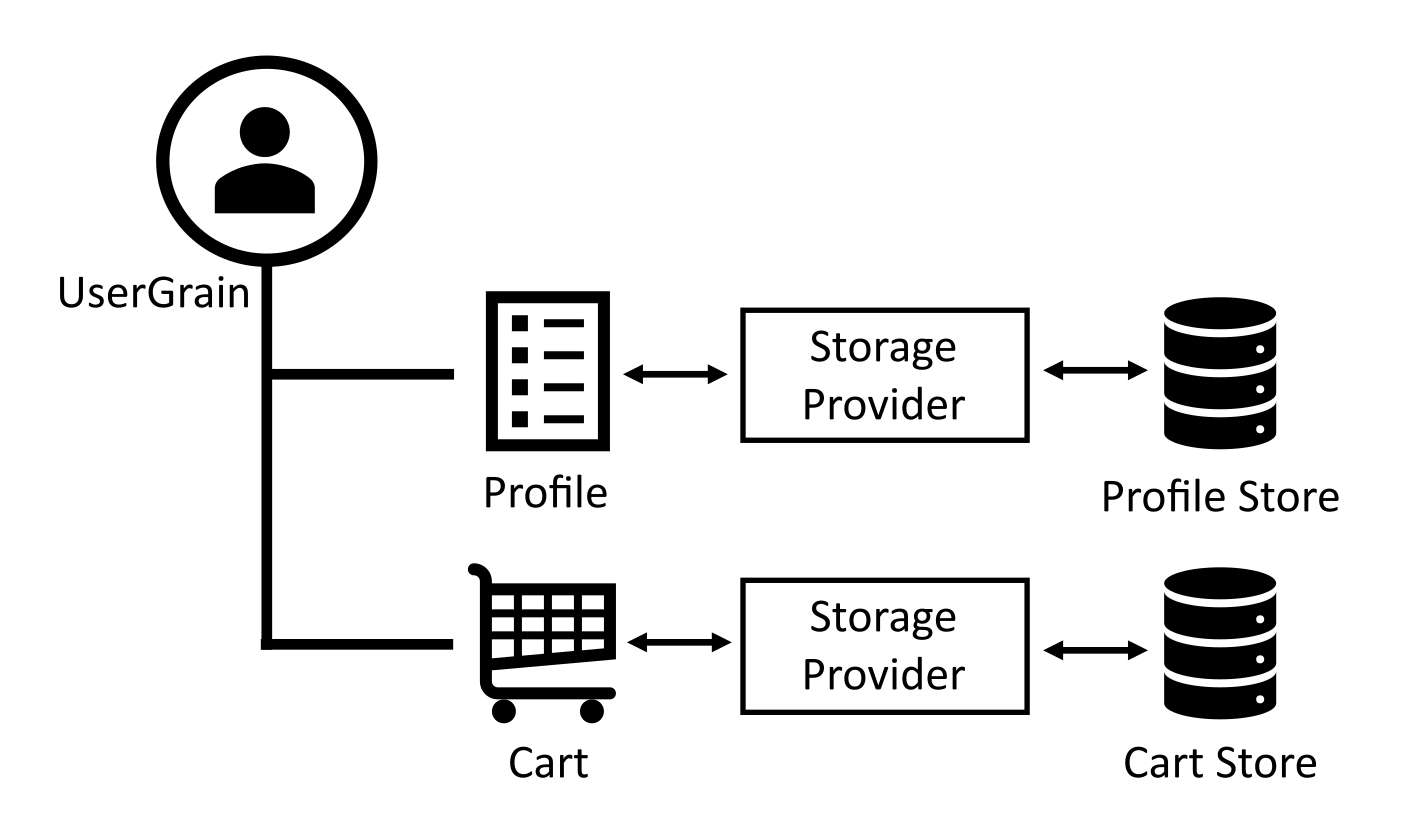 UserGrain
Storage
Provider
Profile
Profile Store
Storage
Provider
Cart
Cart Store